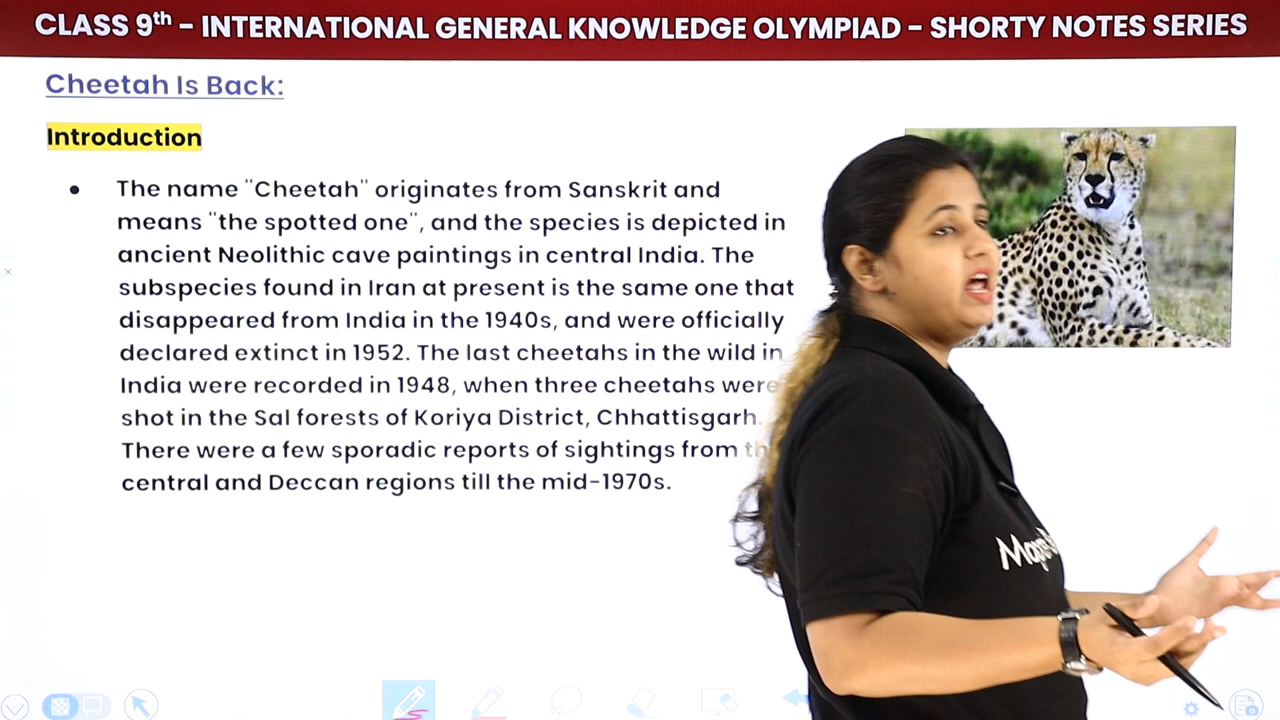 CLASS 9th – INTERNATIONAL GENERAL KNOWLEDGE OLYMPIAD – SHORTY NOTES SERIES
Cheetah Is Back:
Introduction
• The name "Cheetah" originates from Sanskrit and
means "the spotted one", and the species is depicted in
ancient Neolithic cave paintings in central India. The
subspecies found in Iran at present is the same one that
disappeared from India in the 1940s, and were officially
declared extinct in 1952. The last cheetahs in the wild in
India were recorded in 1948, when three cheetahs were
shot in the Sal forests of Koriya District, Chhattisgarh.
There were a few sporadic reports of sightings from
central and Deccan regions till the mid-1970s.